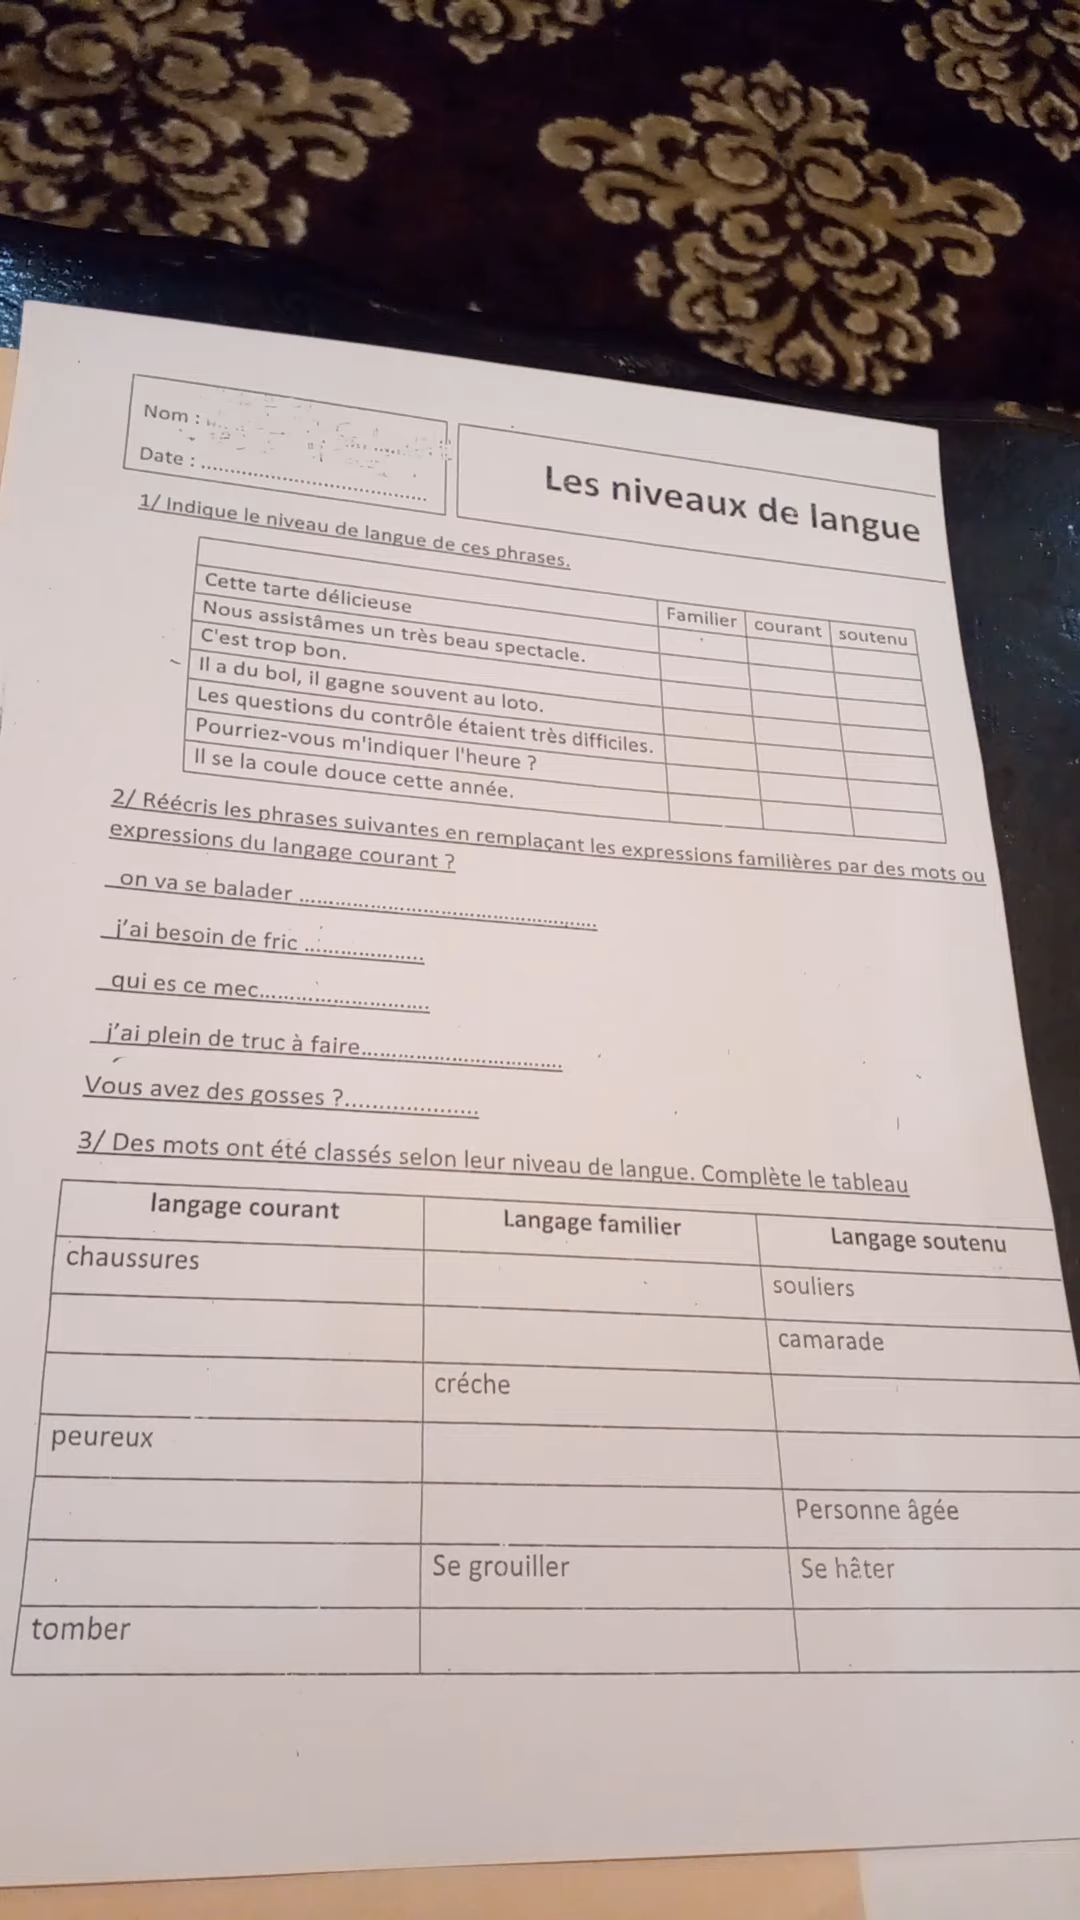 Nom : ..............
Date : ........................................
Les niveaux de langue
1/ Indique le niveau de langue de ces phrases.
Familier courant soutenu
Cette tarte délicieuse
Nous assistâmes un très beau spectacle.
C'est trop bon.
Il a du bol, il gagne souvent au loto.
Les questions du contrôle étaient très difficiles.
Pourriez-vous m'indiquer l'heure ?
Il se la coule douce cette année.
2/ Réécris les phrases suivantes en remplaçant les expressions familières par des mots ou
expressions du langage courant ?
_on va se balader ....................................................
_j'ai besoin de fric .....................
_qui es ce mec..............................
_j'ai plein de truc à faire...................................
Vous avez des gosses ?.......................
3/ Des mots ont été classés selon leur niveau de langue. Complète le tableau
langage courant Langage familier Langage soutenu
chaussures souliers
camarade
créche
peureux
Personne âgée
Se grouiller Se hâter
tomber